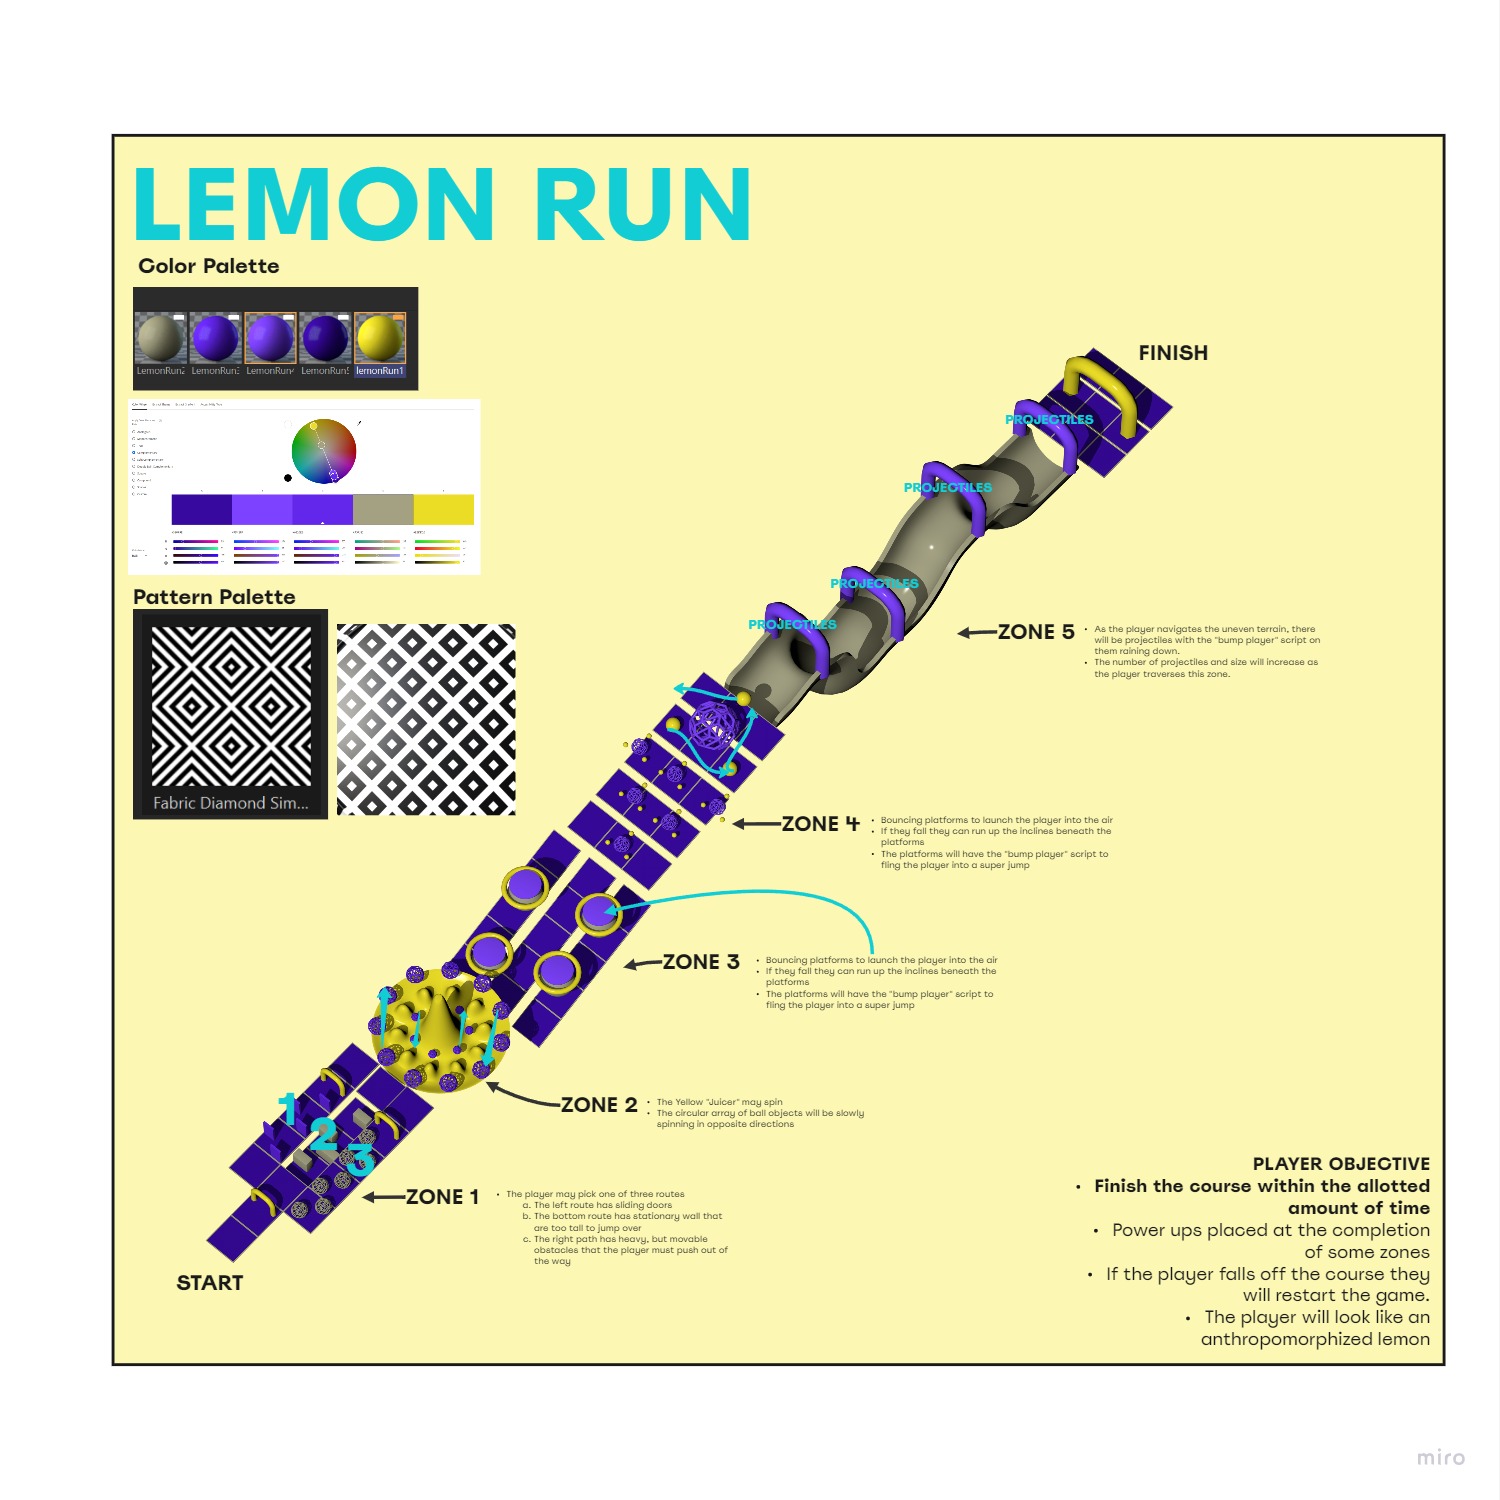 LEMON RUN
Color Palette
LemonRun2
LemonRun3
LemonRun4
LemonRun5
lemonRun1
Pattern Palette
Fabric Diamond Sim...
FINISH
PROJECTILES
PROJECTILES
PROJECTILES
PROJECTILES
ZONE 5
• As the player navigates the uneven terrain, there
will be projectiles with the "bump player" script on
them raining down.
• The number of projectiles and size will increase as
the player traverses this zone.
ZONE 4
• Bouncing platforms to launch the player into the air
• If they fall they can run up the inclines beneath the
platforms
• The platforms will have the "bump player" script to
fling the player into a super jump
ZONE 3
• Bouncing platforms to launch the player into the air
• If they fall they can run up the inclines beneath the
platforms
• The platforms will have the "bump player" script to
fling the player into a super jump
ZONE 2
• The Yellow "Juicer" may spin
• The circular array of ball objects will be slowly
spinning in opposite directions
1
2
3
ZONE 1
• The player may pick one of three routes
a. The left route has sliding doors
b. The bottom route has stationary wall that
are too tall to jump over
c. The right path has heavy, but movable
obstacles that the player must push out of
the way
START
PLAYER OBJECTIVE
• Finish the course within the allotted
amount of time
• Power ups placed at the completion
of some zones
• If the player falls off the course they
will restart the game.
• The player will look like an
anthropomorphized lemon
miro